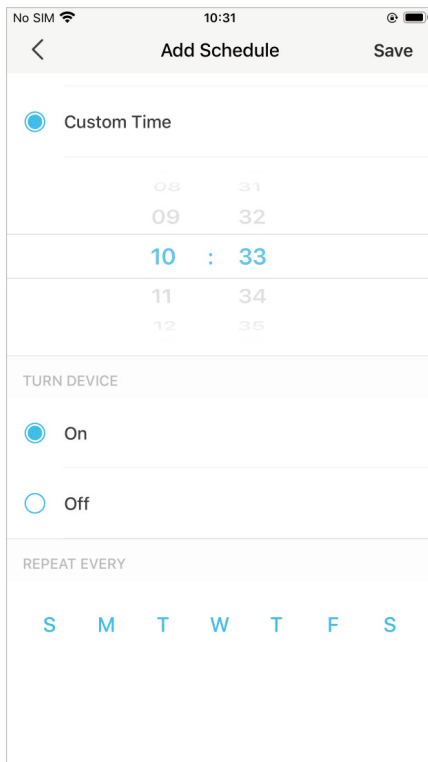 No SIM 10:31
Add Schedule Save
Custom Time
08 31
09 32
10 : 33
11 34
12 35
TURN DEVICE
On
Off
REPEAT EVERY
S M T W T F S